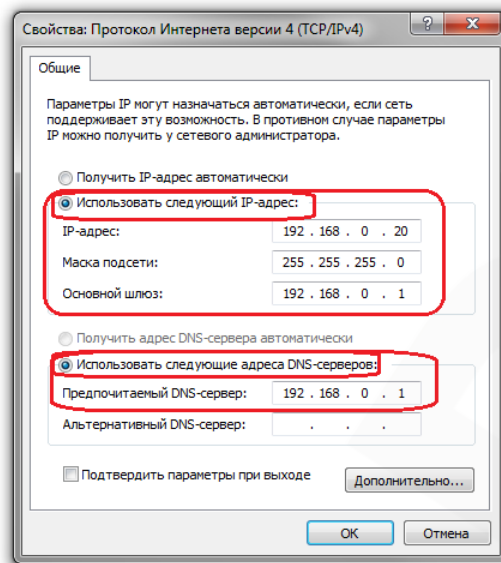 Свойства: Протокол Интернета версии 4 (TCP/IPv4)
?
Общие
Параметры IP могут назначаться автоматически, если сеть
поддерживает эту возможность. В противном случае параметры
IP можно получить у сетевого администратора.
Получить IP-адрес автоматически
Использовать следующий IP-адрес:
IP-адрес: 192 . 168 . 0 . 20
Маска подсети: 255 . 255 . 255 . 0
Основной шлюз: 192 . 168 . 0 . 1
Получить адрес DNS-сервера автоматически
Использовать следующие адреса DNS-серверов:
Предпочитаемый DNS-сервер: 192 . 168 . 0 . 1
Альтернативный DNS-сервер: . . .
Подтвердить параметры при выходе
Дополнительно...
ОК Отмена